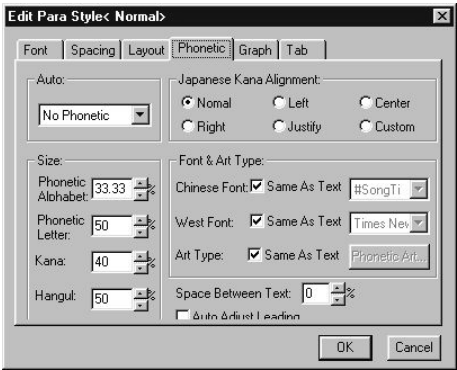 Edit Para Style< Normal>
Font Spacing Layout Phonetic Graph Tab
Auto:
No Phonetic
Japanese Kana Alignment:
Nomal Left Center
Right Justify Custom
Size:
Phonetic
Alphabet: 33.33 %
Phonetic
Letter: 50 %
Kana: 40 %
Hangul: 50 %
Font & Art Type:
Chinese Font: Same As Text #SongTi
West Font: Same As Text Times New
Art Type: Same As Text Phonetic Art...
Space Between Text: 0 %
Auto Adjust Leading
OK Cancel